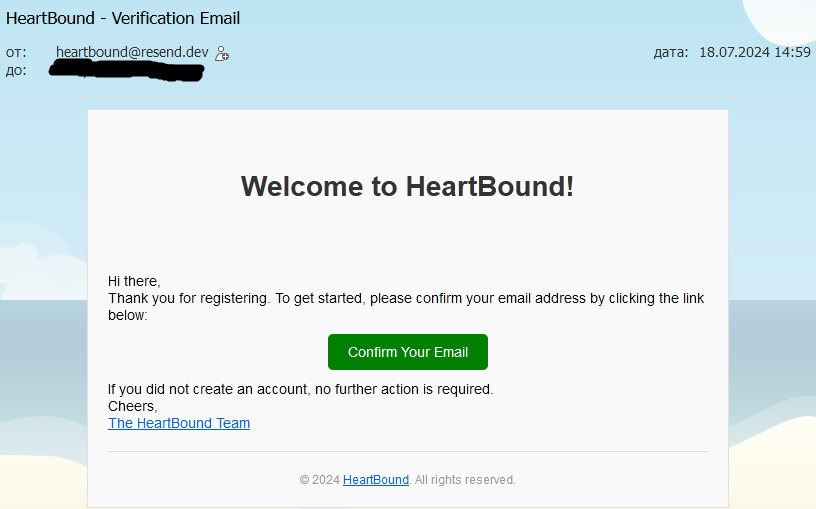 HeartBound - Verification Email
от: heartbound@resend.dev дата: 18.07.2024 14:59
до:
Welcome to HeartBound!
Hi there,
Thank you for registering. To get started, please confirm your email address by clicking the link
below:
Confirm Your Email
If you did not create an account, no further action is required.
Cheers,
The HeartBound Team
© 2024 HeartBound. All rights reserved.